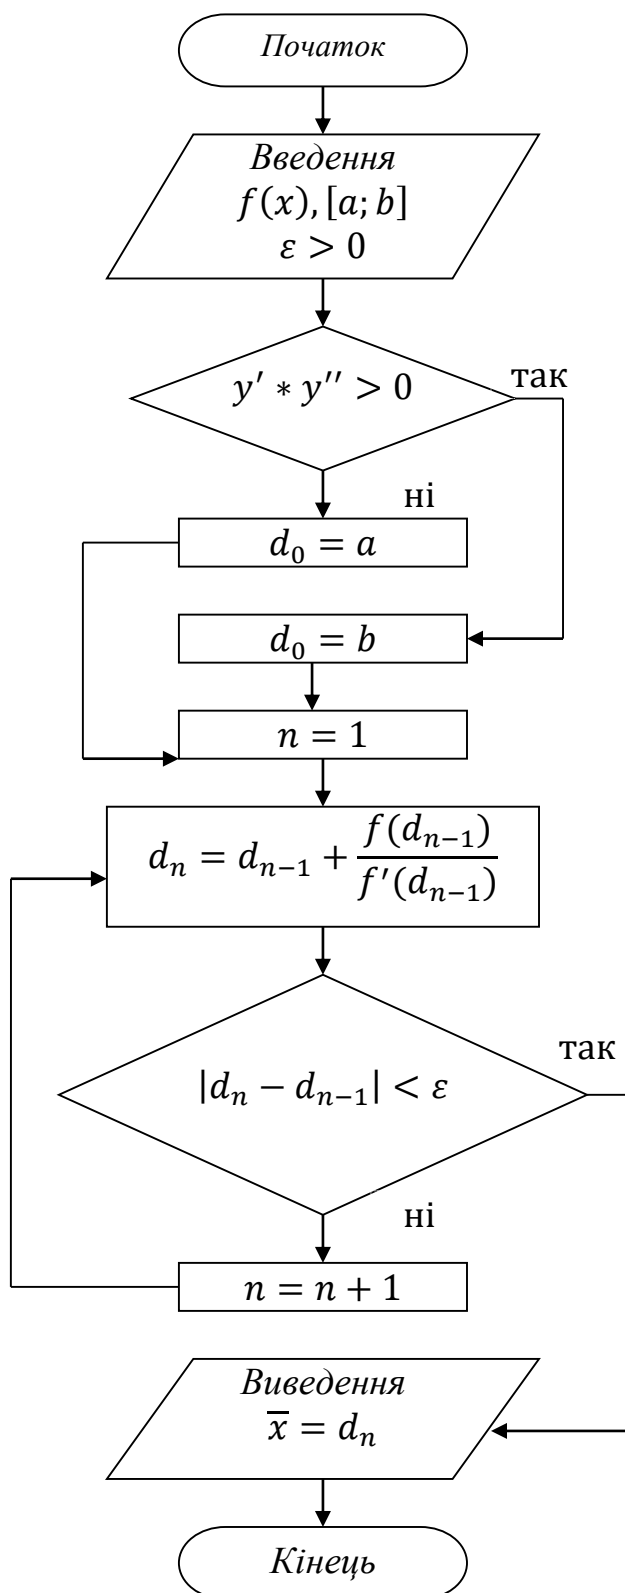 Початок
Введення
f(x), [a; b]
ε > 0
y′ * y″ > 0
так
ні
d₀ = a
d₀ = b
n = 1
dₙ = dₙ₋₁ + f(dₙ₋₁) / f′(dₙ₋₁)
|dₙ − dₙ₋₁| < ε
так
ні
n = n + 1
Виведення
x̅ = dₙ
Кінець